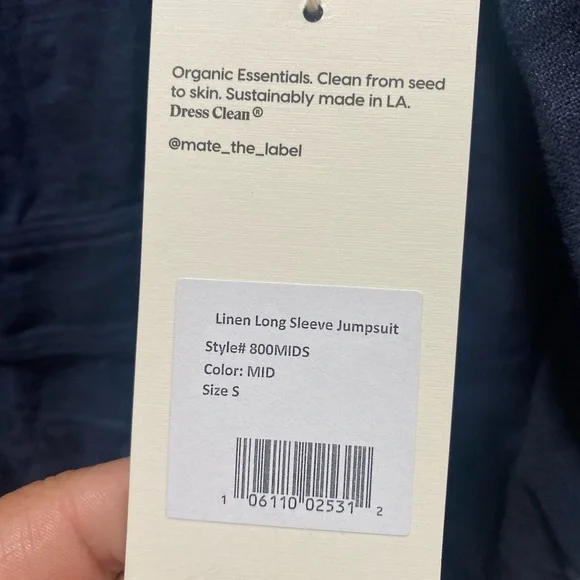 Organic Essentials. Clean from seed
to skin. Sustainably made in LA.
Dress Clean®
@mate_the_label
Linen Long Sleeve Jumpsuit
Style# 800MIDS
Color: MID
Size S
1 06110 02531 2